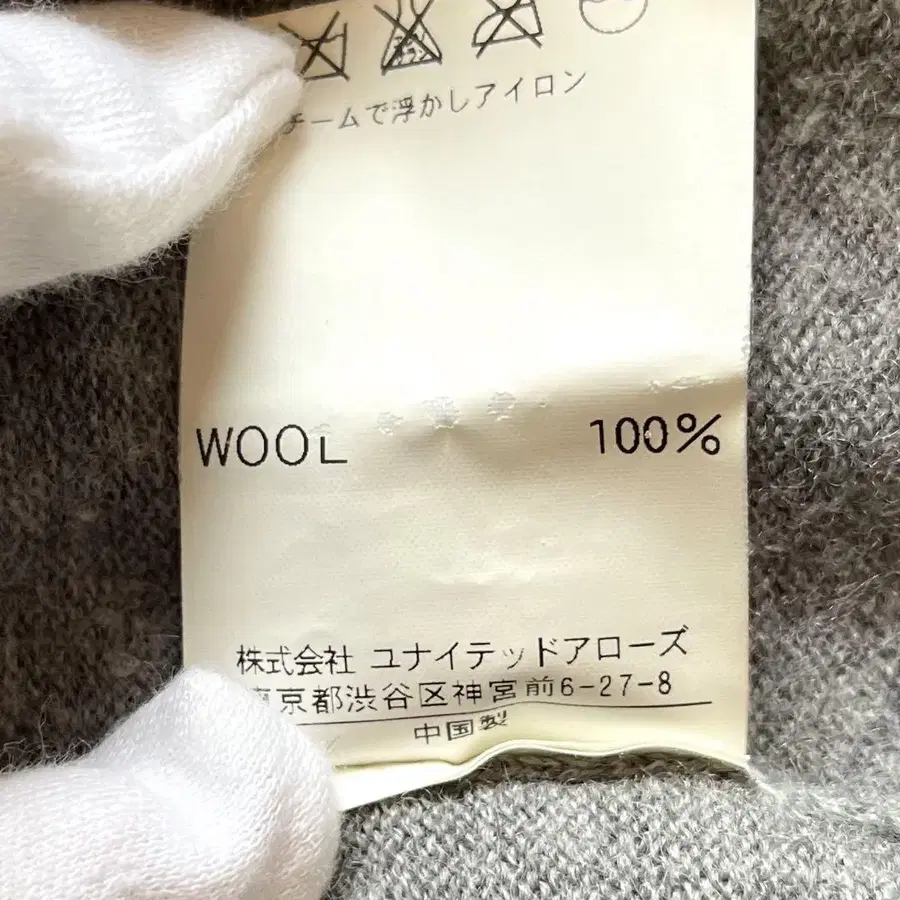 チームで浮かしアイロン
WOOL 100%
株式会社 ユナイテッドアローズ
京都渋谷区神宮前6-27-8
中国製